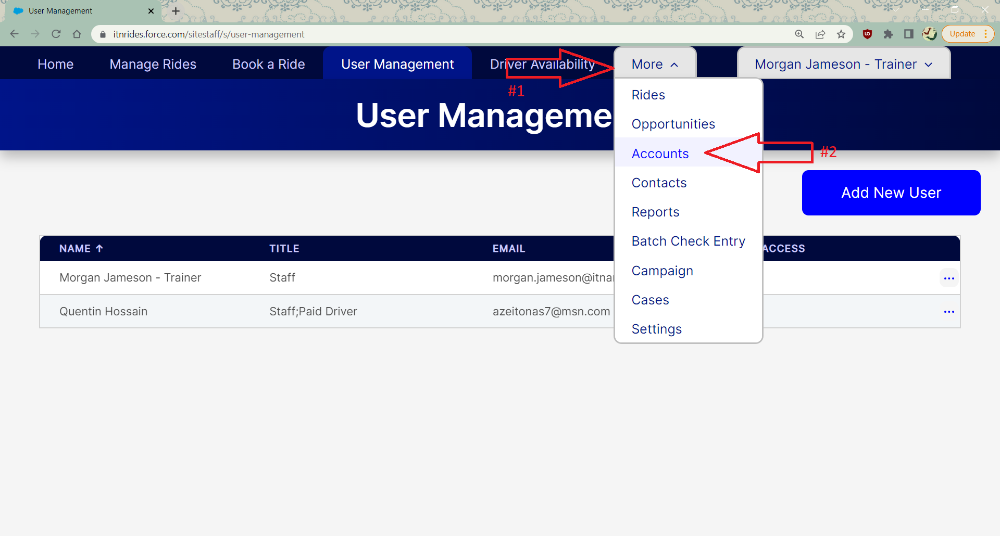 User Management
itnrides.force.com/sitestaff/s/user-management
Update
Home Manage Rides Book a Ride User Management Driver Availability More Morgan Jameson - Trainer
#1
Rides
User Manageme
Opportunities
Accounts
#2
Contacts
Add New User
Reports
Batch Check Entry
NAME TITLE EMAIL ACCESS
Campaign
Morgan Jameson - Trainer Staff morgan.jameson@itnar
Cases
Quentin Hossain Staff;Paid Driver azeitonas7@msn.com
Settings